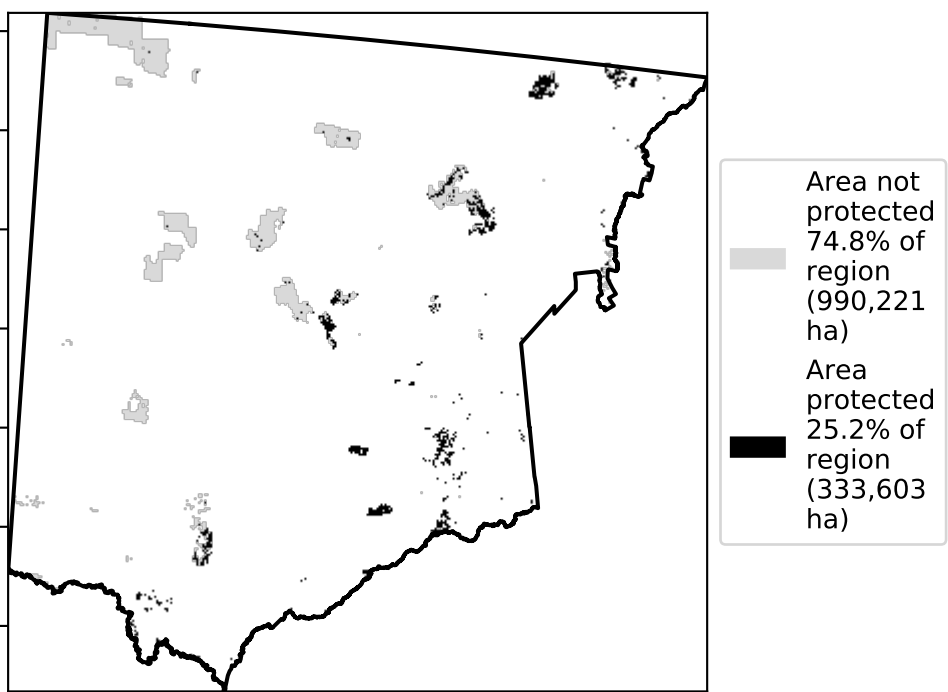 Area not
protected
74.8% of
region
(990,221
ha)
Area
protected
25.2% of
region
(333,603
ha)